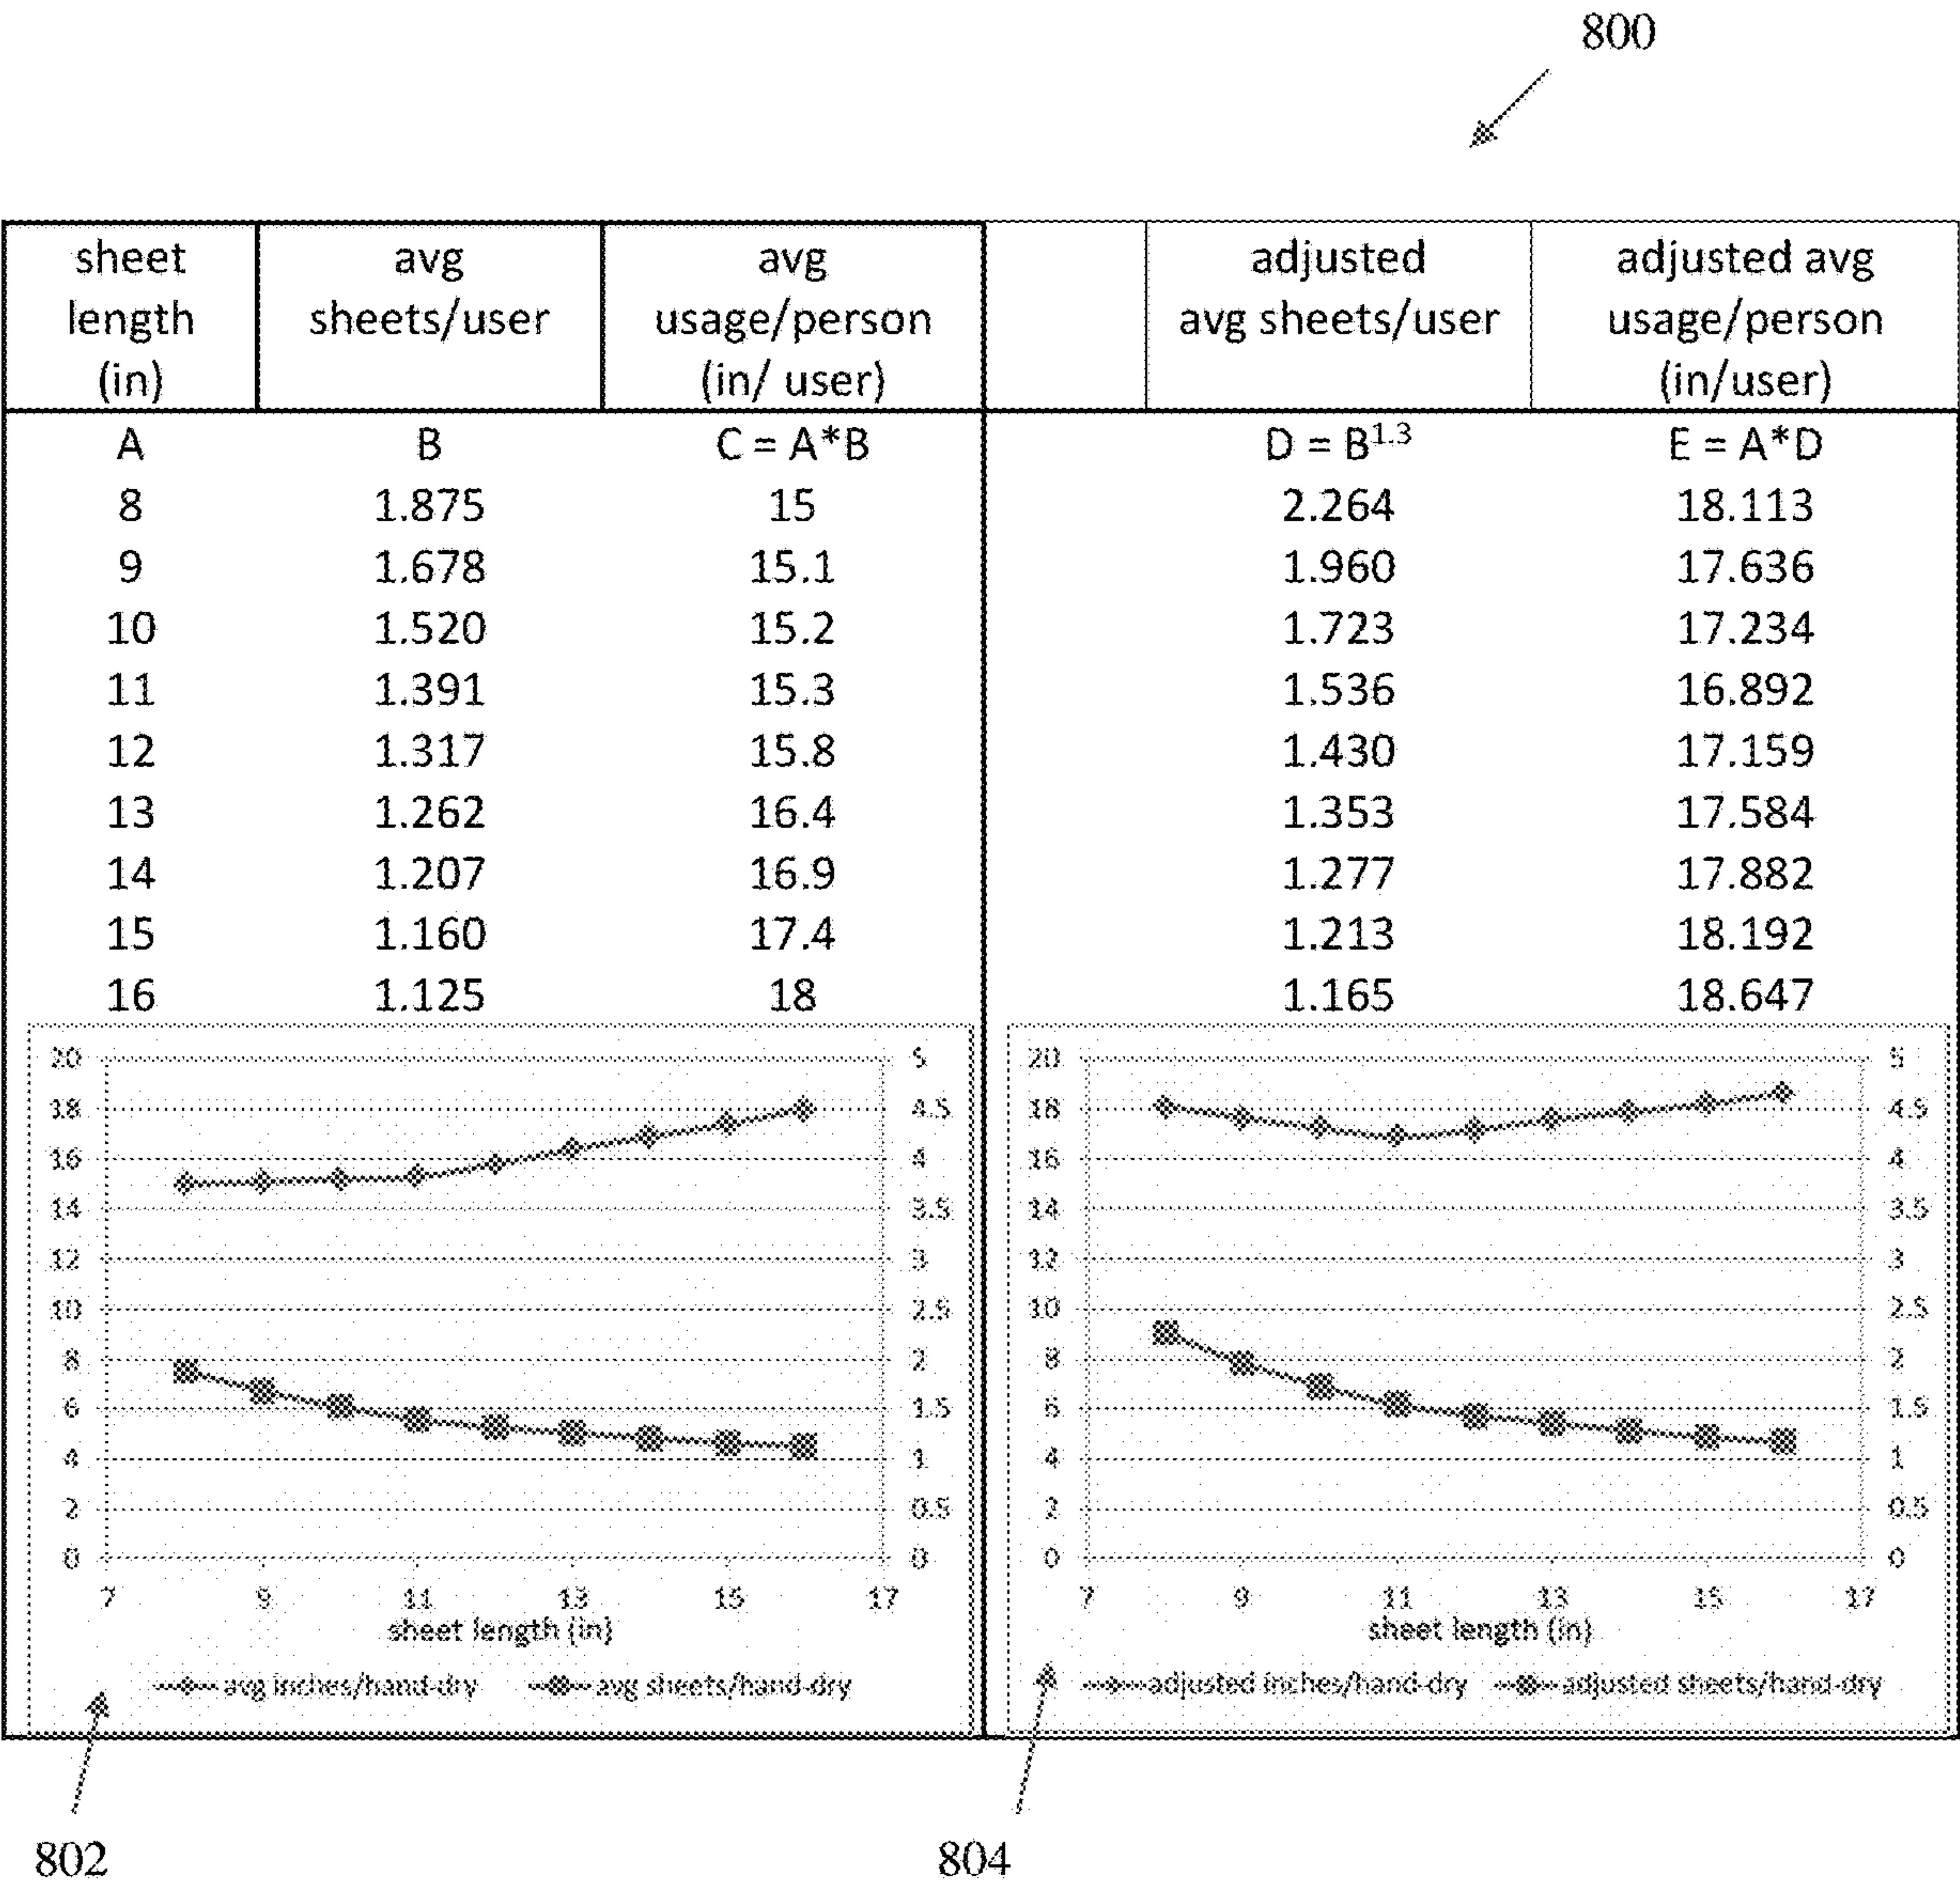 800
sheet length (in) avg sheets/user avg usage/person (in/ user) adjusted avg sheets/user adjusted avg usage/person (in/user)
A B C = A*B D = B^1.3 E = A*D
8 1.875 15 2.264 18.113
9 1.678 15.1 1.960 17.636
10 1.520 15.2 1.723 17.234
11 1.391 15.3 1.536 16.892
12 1.317 15.8 1.430 17.159
13 1.262 16.4 1.353 17.584
14 1.207 16.9 1.277 17.882
15 1.160 17.4 1.213 18.192
16 1.125 18 1.165 18.647
20 5 20 5
18 4.5 18 4.5
16 4 16 4
14 3.5 14 3.5
12 3 12 3
10 2.5 10 2.5
8 2 8 2
6 1.5 6 1.5
4 1 4 1
2 0.5 2 0.5
0 0 0 0
7 9 11 13 15 17 7 9 11 13 15 17
sheet length (in) sheet length (in)
avg inches/hand-dry avg sheets/hand-dry adjusted inches/hand-dry adjusted sheets/hand-dry
802 804